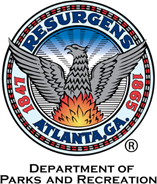 RESURGENS
1847
1865
ATLANTA, GA.
®
DEPARTMENT OF
PARKS AND RECREATION